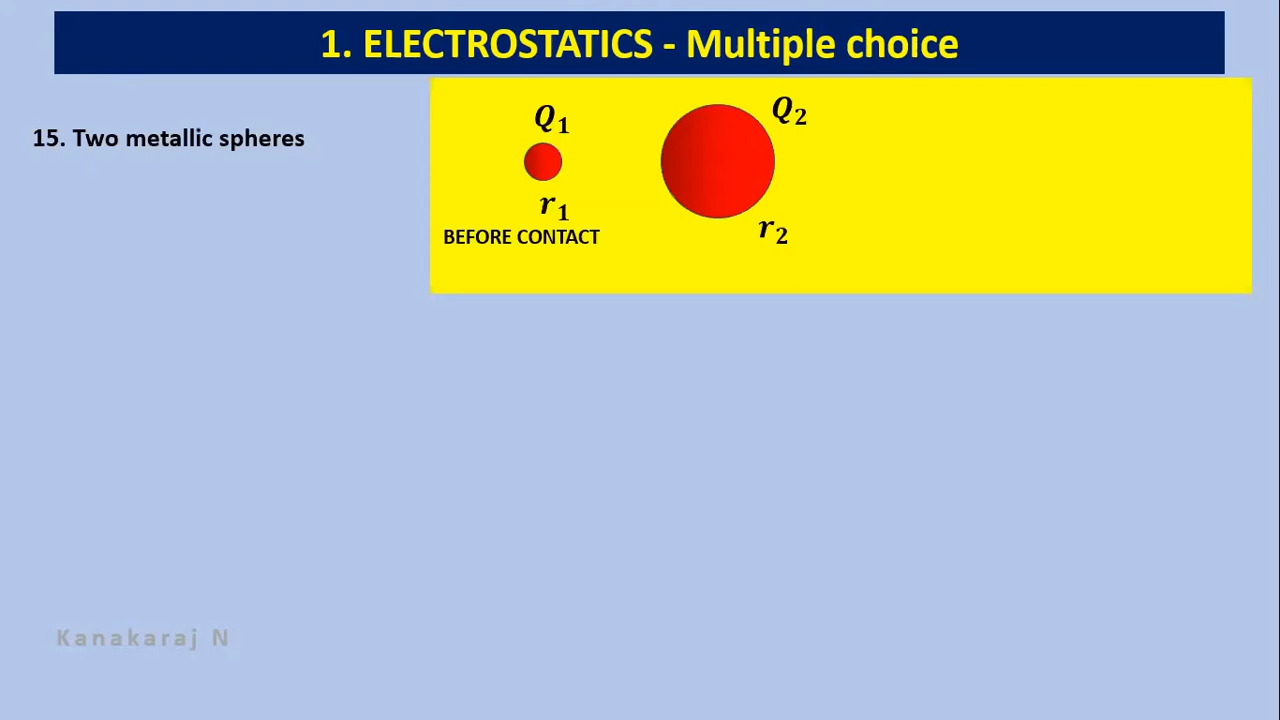 1. ELECTROSTATICS - Multiple choice
15. Two metallic spheres
Q₁
Q₂
r₁
r₂
BEFORE CONTACT
Kanakaraj N